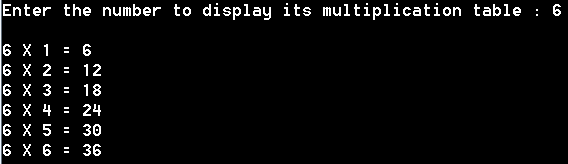 Enter the number to display its multiplication table : 6
6 X 1 = 6
6 X 2 = 12
6 X 3 = 18
6 X 4 = 24
6 X 5 = 30
6 X 6 = 36